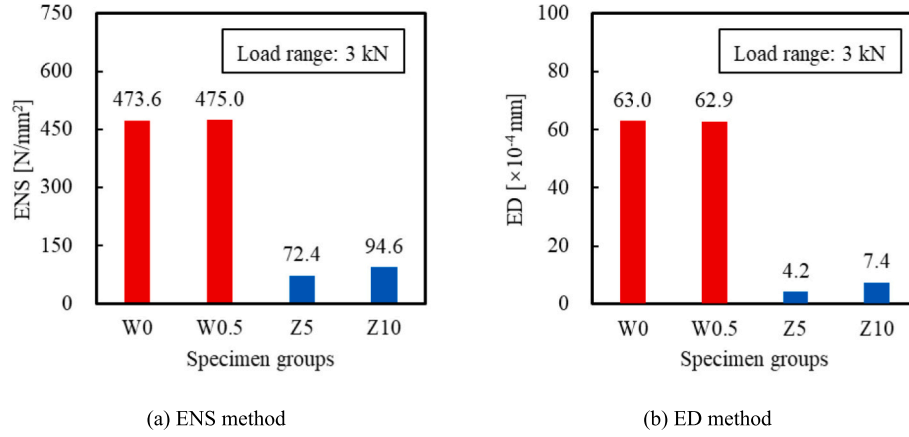 750
600
450
300
150
0
ENS [N/mm²]
Load range: 3 kN
473.6
475.0
72.4
94.6
W0 W0.5 Z5 Z10
Specimen groups
(a) ENS method
100
80
60
40
20
0
ED [×10⁻⁴ mm]
Load range: 3 kN
63.0
62.9
4.2
7.4
W0 W0.5 Z5 Z10
Specimen groups
(b) ED method